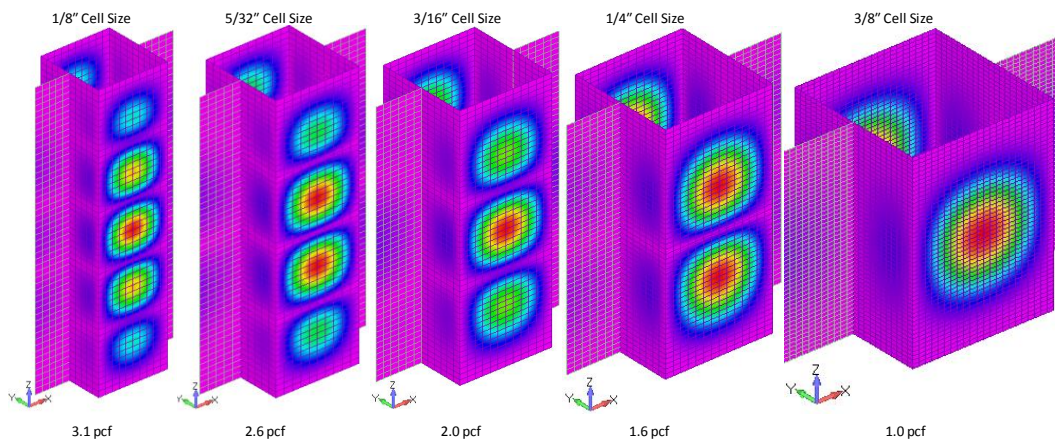 1/8” Cell Size
5/32” Cell Size
3/16” Cell Size
1/4” Cell Size
3/8” Cell Size
Z
Y
X
Z
Y
X
Z
Y
X
Z
Y
X
Z
Y
X
3.1 pcf
2.6 pcf
2.0 pcf
1.6 pcf
1.0 pcf